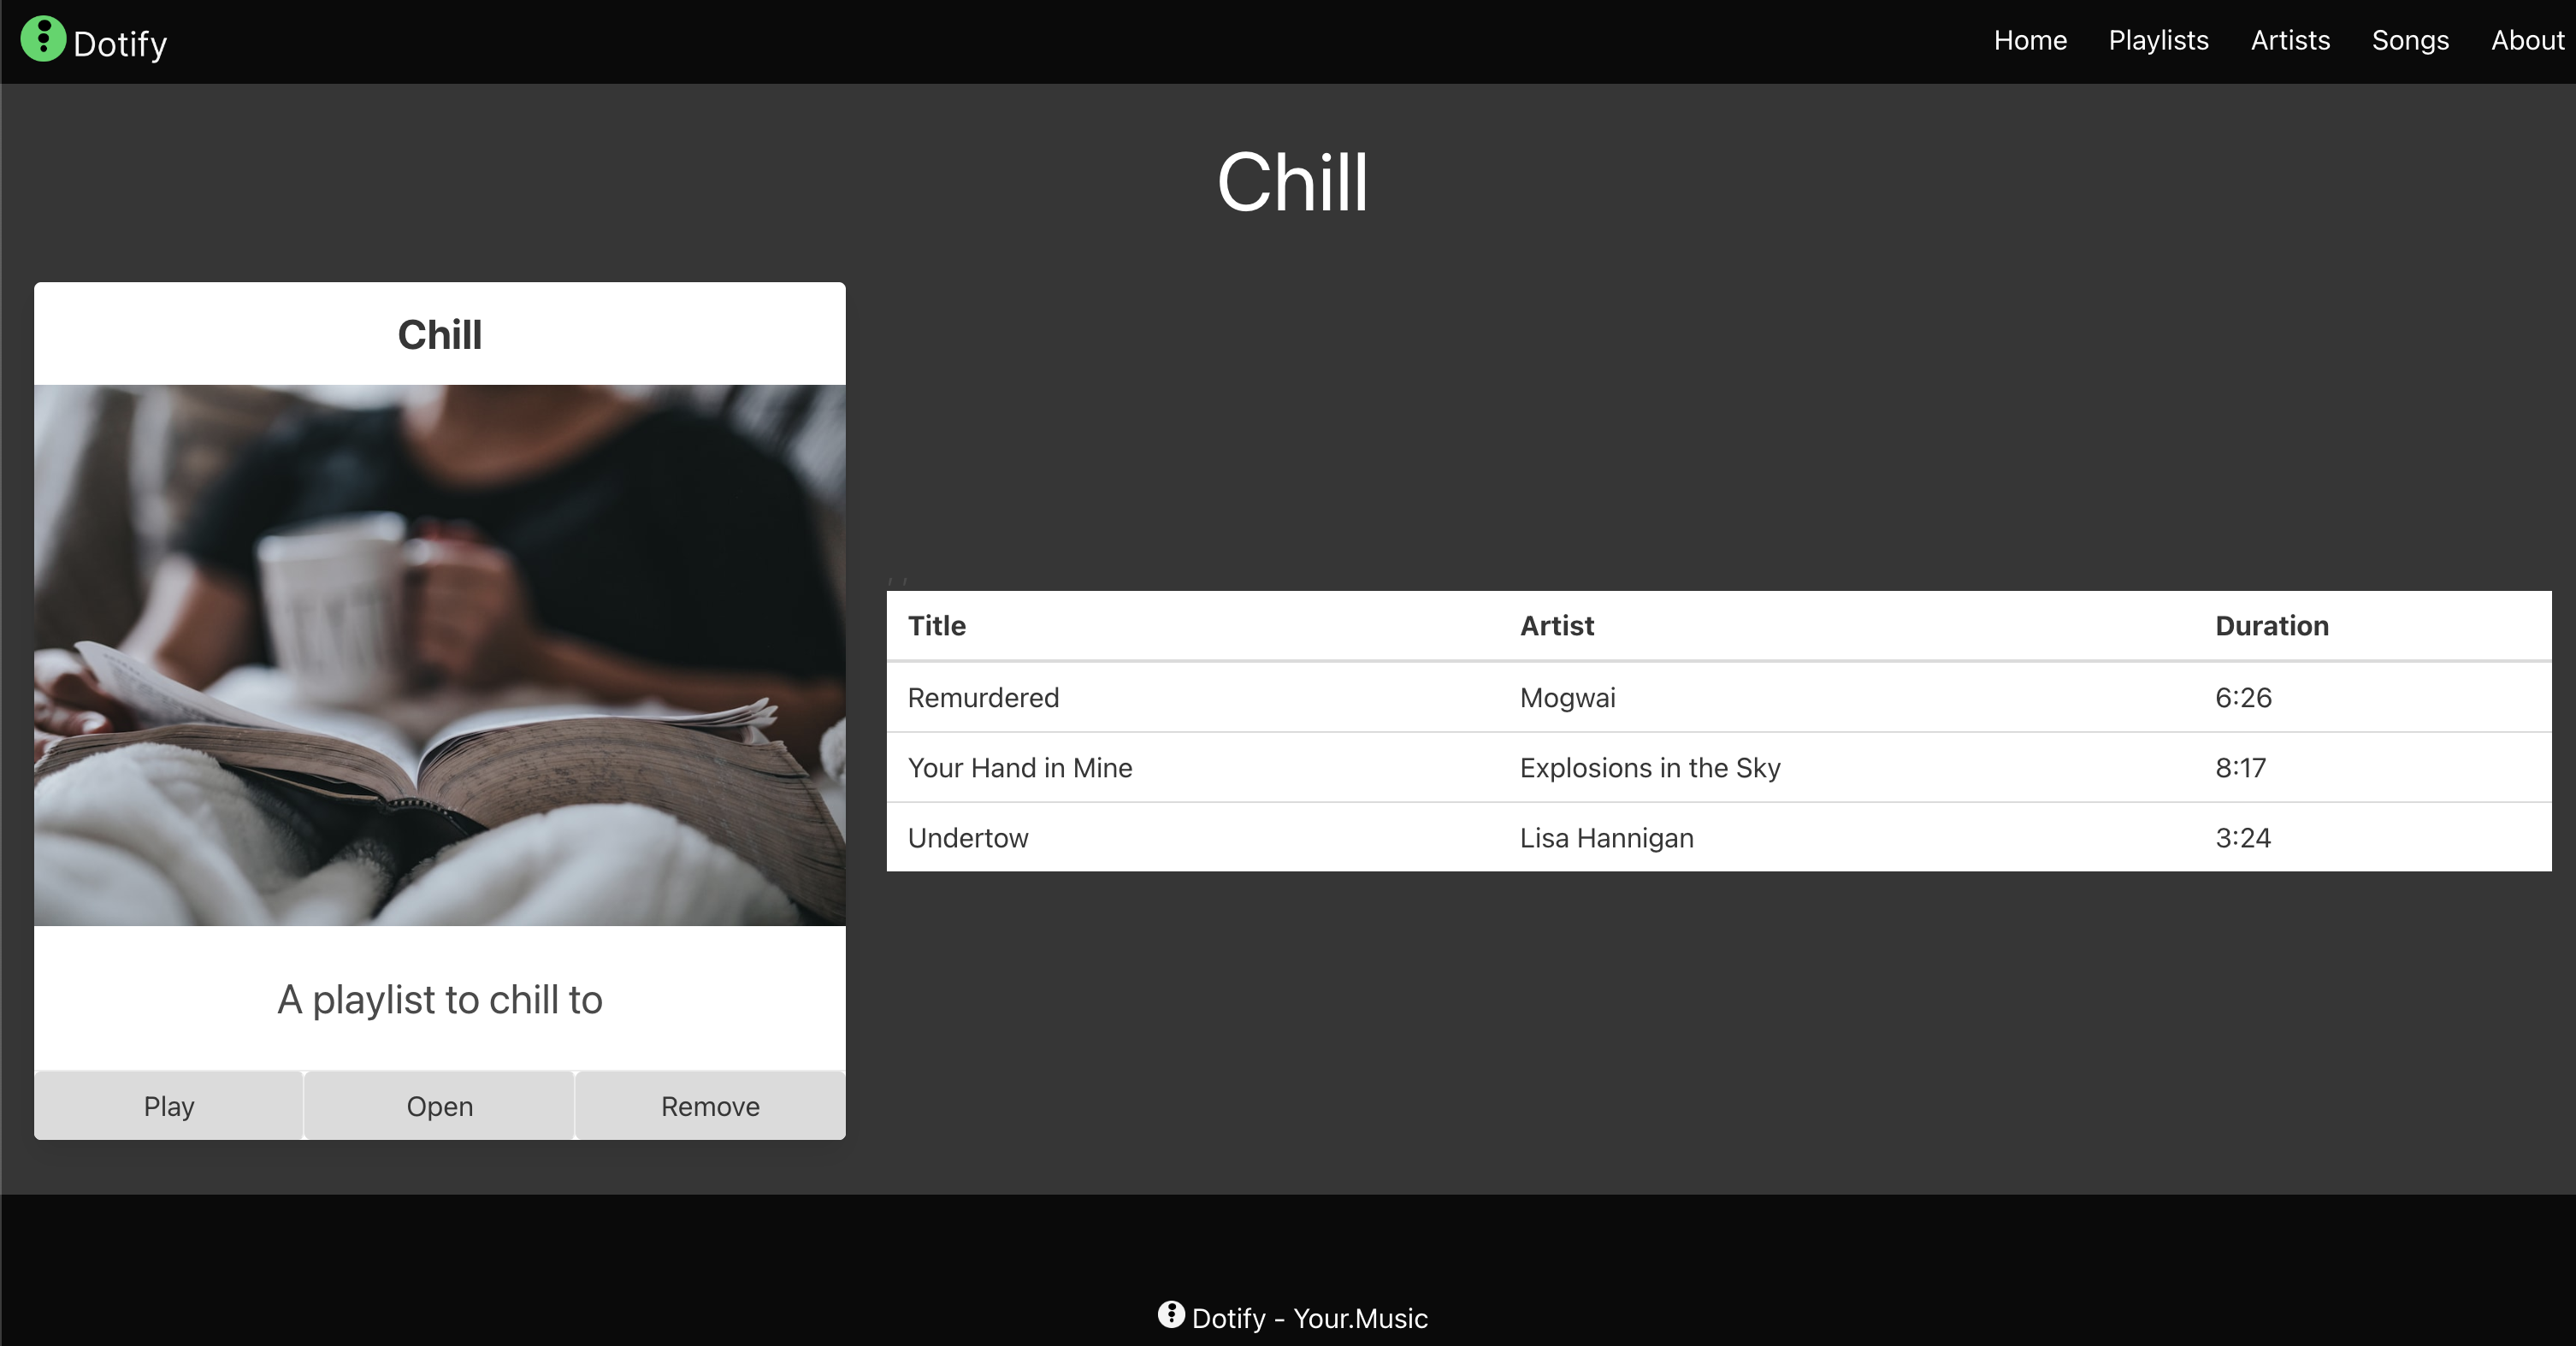 Dotify
Home Playlists Artists Songs About
Chill
Chill
A playlist to chill to
Play Open Remove
, ,
Title Artist Duration
Remurdered Mogwai 6:26
Your Hand in Mine Explosions in the Sky 8:17
Undertow Lisa Hannigan 3:24
Dotify - Your.Music